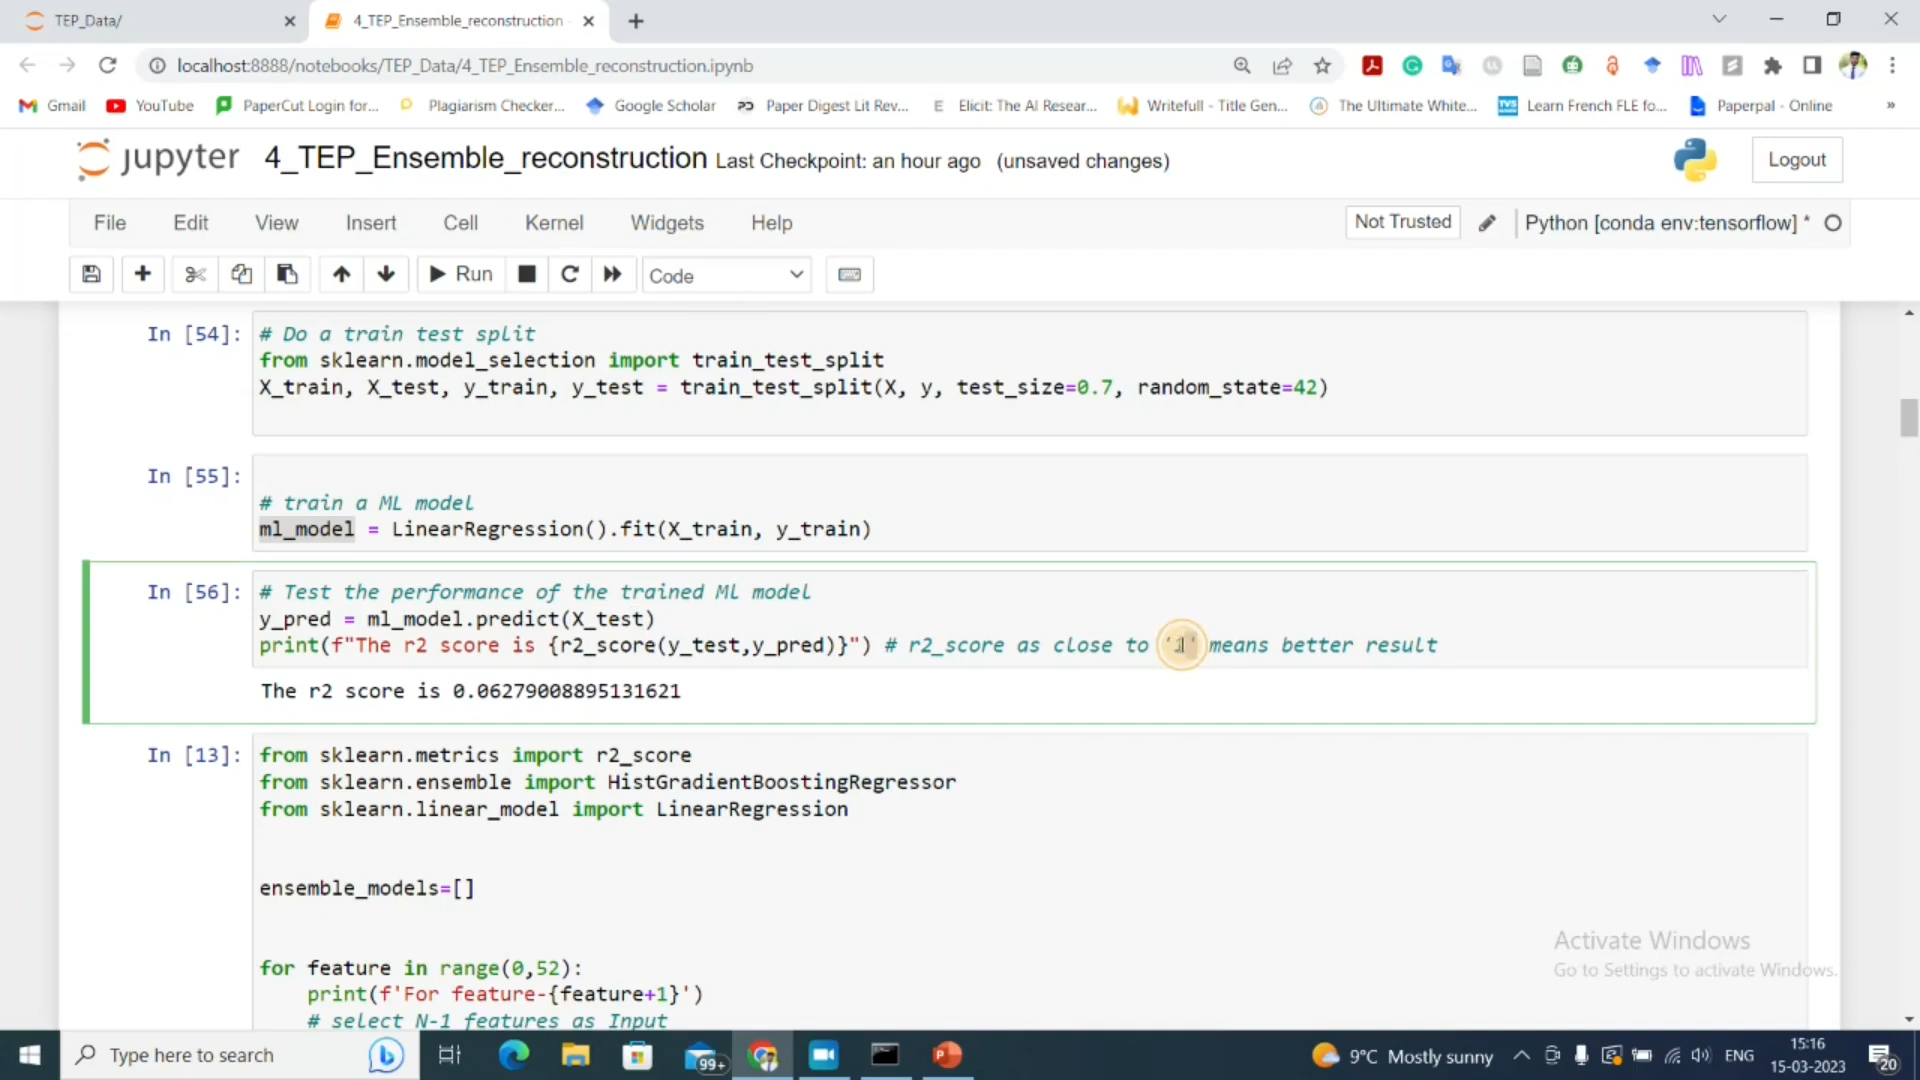 TEP_Data/
4_TEP_Ensemble_reconstruction
localhost:8888/notebooks/TEP_Data/4_TEP_Ensemble_reconstruction.ipynb
Gmail YouTube PaperCut Login for... Plagiarism Checker... Google Scholar Paper Digest Lit Rev... Elicit: The AI Resear... Writefull - Title Gen... The Ultimate White... Learn French FLE fo... Paperpal - Online »
jupyter 4_TEP_Ensemble_reconstruction Last Checkpoint: an hour ago (unsaved changes) Logout
File Edit View Insert Cell Kernel Widgets Help Not Trusted Python [conda env:tensorflow] *
Run Code
In [54]: # Do a train test split
from sklearn.model_selection import train_test_split
X_train, X_test, y_train, y_test = train_test_split(X, y, test_size=0.7, random_state=42)
In [55]:
# train a ML model
ml_model = LinearRegression().fit(X_train, y_train)
In [56]: # Test the performance of the trained Ml model
y_pred = ml_model.predict(X_test)
print(f"The r2 score is {r2_score(y_test,y_pred)}") # r2_score as close to '1' means better result
The r2 score is 0.06279008895131621
In [13]: from sklearn.metrics import r2_score
from sklearn.ensemble import HistGradientBoostingRegressor
from sklearn.linear_model import LinearRegression
ensemble_models=[]
for feature in range(0,52):
print(f'For feature-{feature+1}')
# select N-1 features as Input
Activate Windows
Go to Settings to activate Windows.
Type here to search 99+ 9°C Mostly sunny ENG 15:16
15-03-2023 20